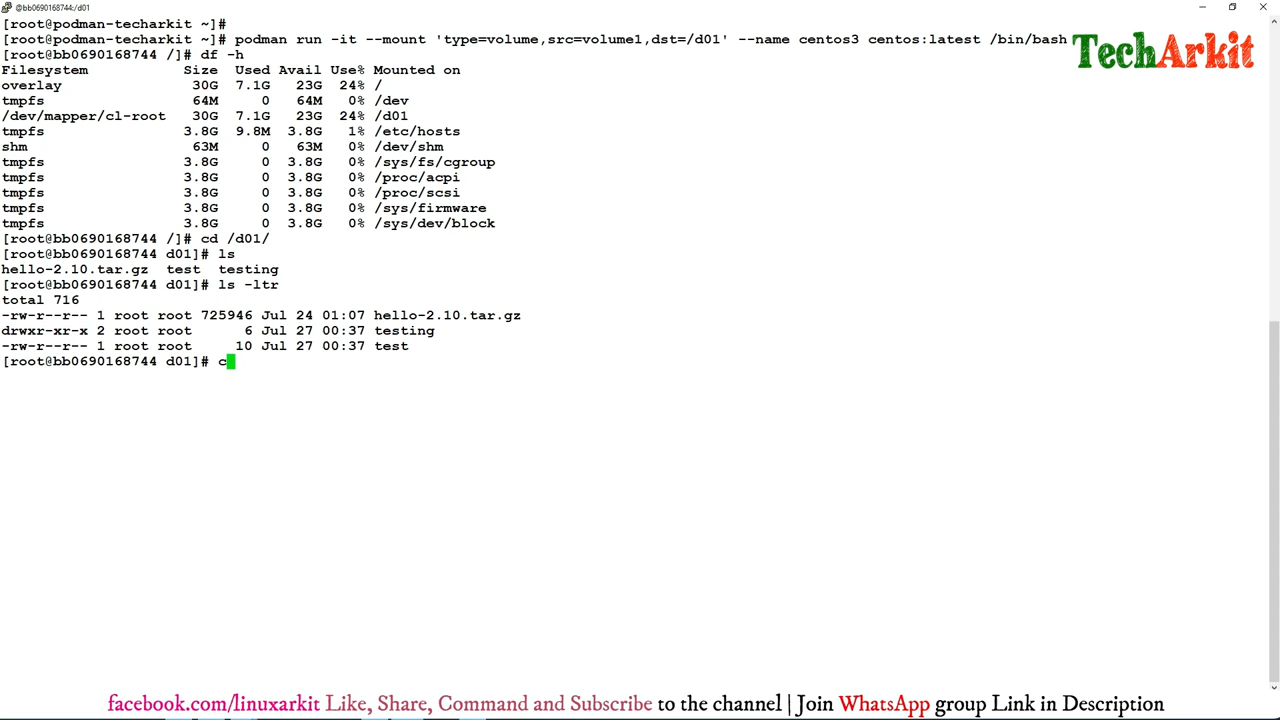 @bb0690168744:/d01
[root@podman-techarkit ~]#
[root@podman-techarkit ~]# podman run -it --mount 'type=volume,src=volume1,dst=/d01' --name centos3 centos:latest /bin/bash
TechArkit
[root@bb0690168744 /]# df -h
Filesystem Size Used Avail Use% Mounted on
overlay 30G 7.1G 23G 24% /
tmpfs 64M 0 64M 0% /dev
/dev/mapper/cl-root 30G 7.1G 23G 24% /d01
tmpfs 3.8G 9.8M 3.8G 1% /etc/hosts
shm 63M 0 63M 0% /dev/shm
tmpfs 3.8G 0 3.8G 0% /sys/fs/cgroup
tmpfs 3.8G 0 3.8G 0% /proc/acpi
tmpfs 3.8G 0 3.8G 0% /proc/scsi
tmpfs 3.8G 0 3.8G 0% /sys/firmware
tmpfs 3.8G 0 3.8G 0% /sys/dev/block
[root@bb0690168744 /]# cd /d01/
[root@bb0690168744 d01]# ls
hello-2.10.tar.gz test testing
[root@bb0690168744 d01]# ls -ltr
total 716
-rw-r--r-- 1 root root 725946 Jul 24 01:07 hello-2.10.tar.gz
drwxr-xr-x 2 root root 6 Jul 27 00:37 testing
-rw-r--r-- 1 root root 10 Jul 27 00:37 test
[root@bb0690168744 d01]# c
facebook.com/linuxarkit Like, Share, Command and Subscribe to the channel | Join WhatsApp group Link in Description